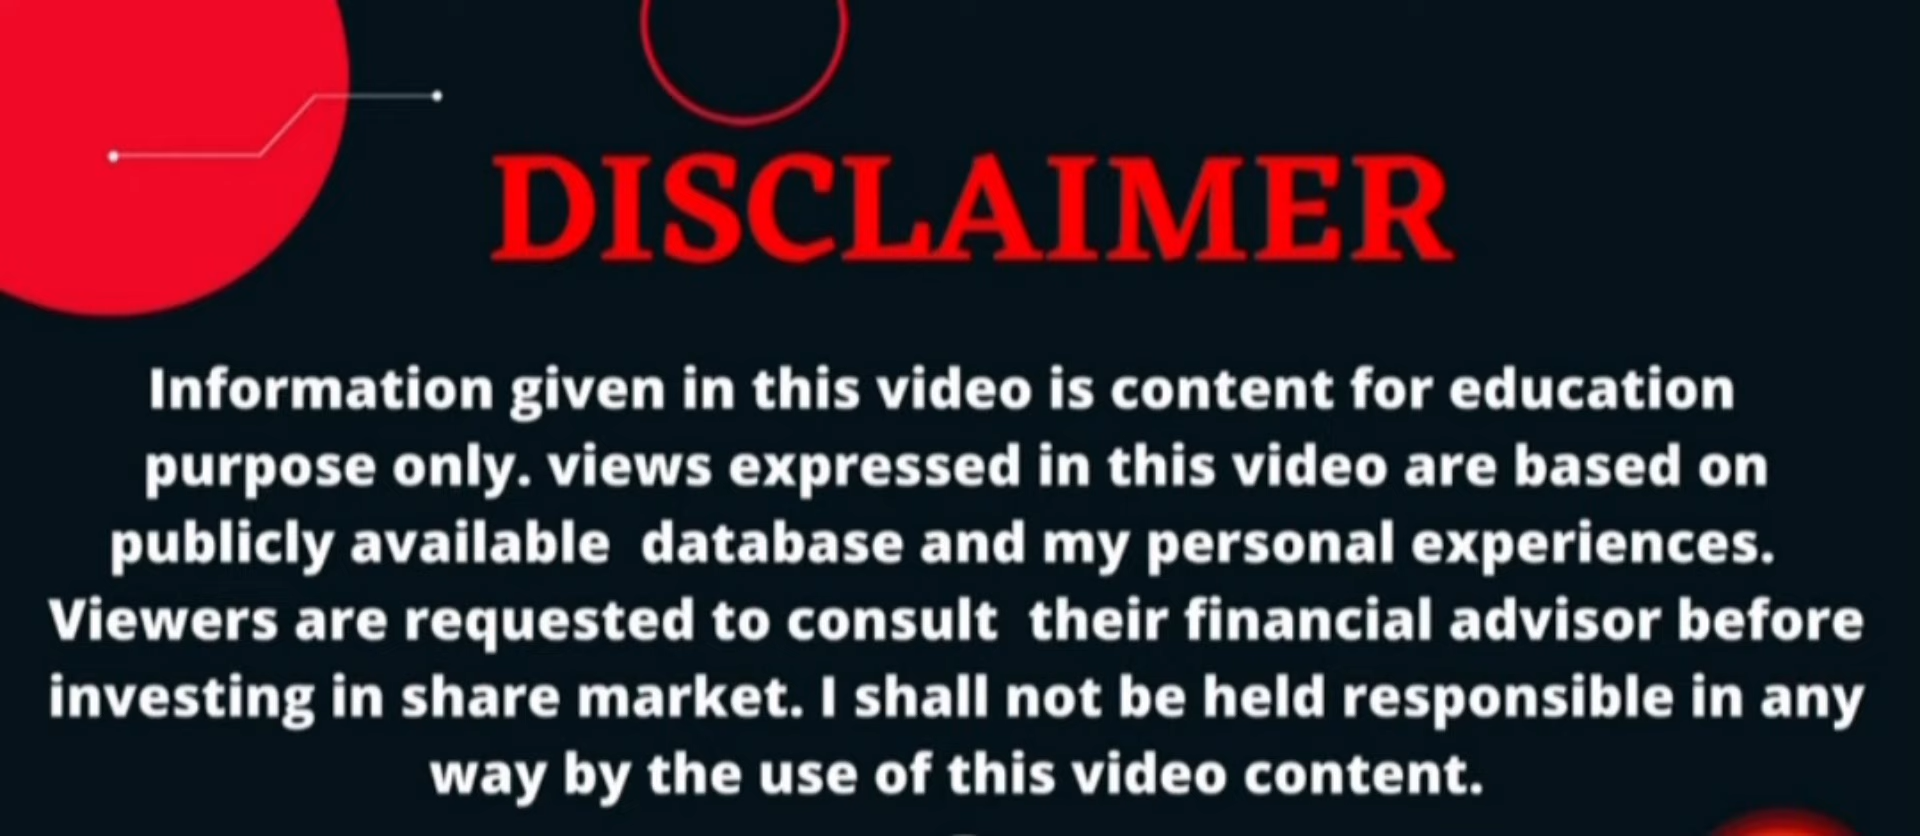 DISCLAIMER
Information given in this video is content for education
purpose only. views expressed in this video are based on
publicly available  database and my personal experiences.
Viewers are requested to consult  their financial advisor before
investing in share market. I shall not be held responsible in any
way by the use of this video content.